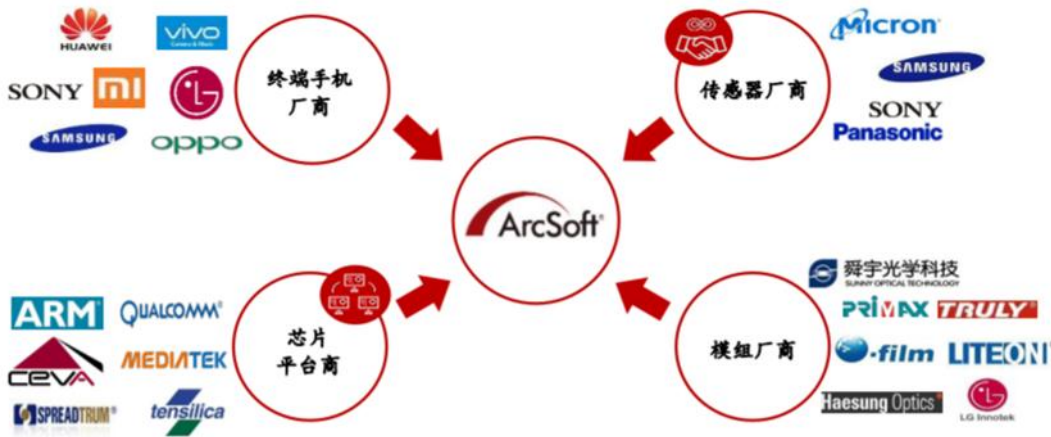 HUAWEI
vivo
Camera & Music
SONY
MI
LG
SAMSUNG
OPPO
终端手机
厂商
传感器厂商
Micron
SAMSUNG
SONY
Panasonic
ArcSoft
ARM
QUALCOMM
CEVA
MEDIATEK
SPREADTRUM
tensilica
芯片
平台商
模组厂商
舜宇光学科技
SUNNY OPTICAL TECHNOLOGY
PRIMAX
TRULY
O-film
LITEON
Haesung Optics
LG Innotek